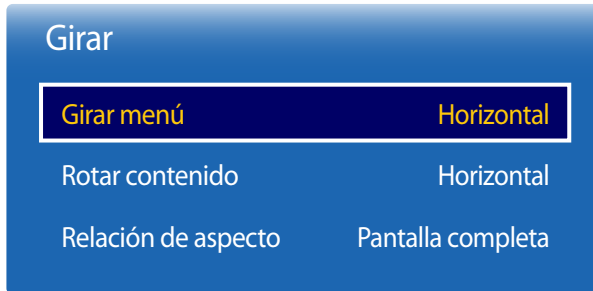 Girar
Girar menú Horizontal
Rotar contenido Horizontal
Relación de aspecto Pantalla completa